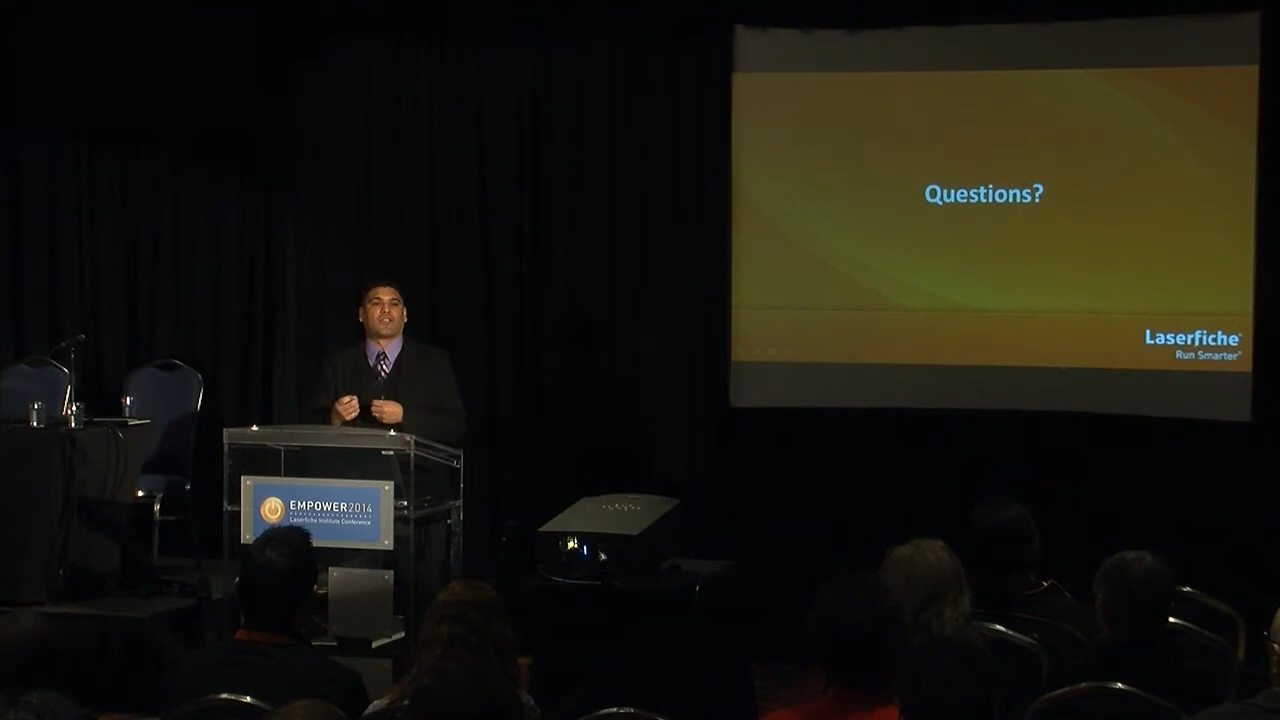 Questions?
Laserfiche®
Run Smarter®
EMPOWER2014
Laserfiche Institute Conference